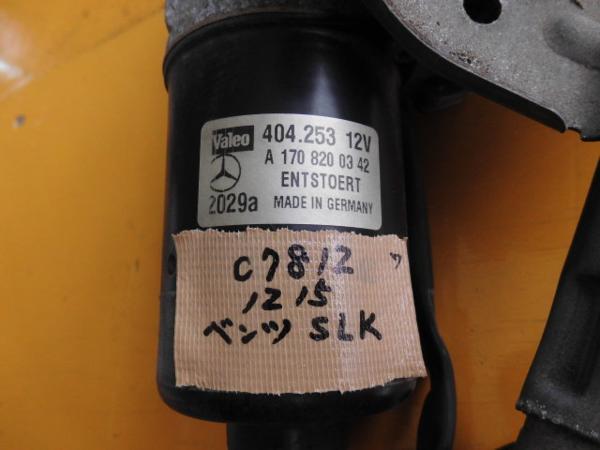 Valeo 404.253 12V
A 170 820 03 42
ENTSTOERT
2029a MADE IN GERMANY
C7812
1215
ベンツ SLK